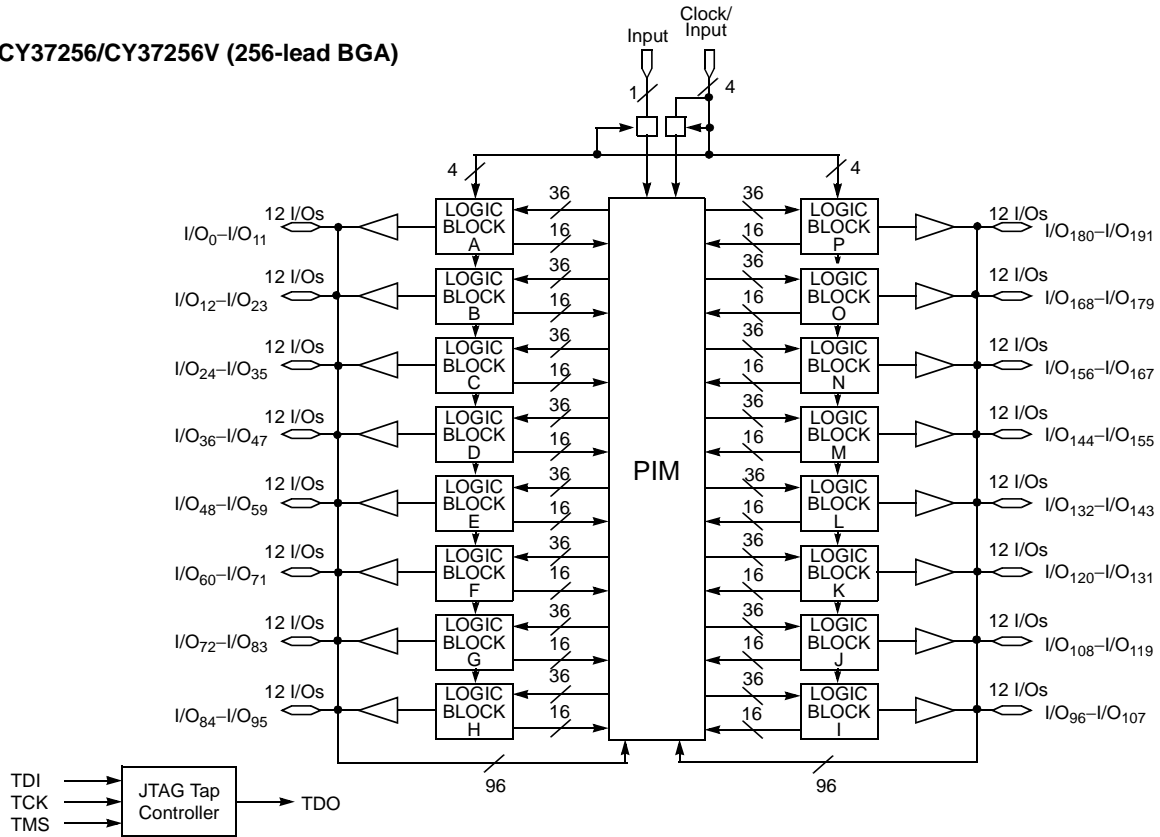 Clock/
Input
Input
CY37256/CY37256V (256-lead BGA)
1
4
4
4
12 I/Os
I/O0–I/O11
LOGIC
BLOCK
A
36
16
36
16
LOGIC
BLOCK
P
12 I/Os
I/O180–I/O191
12 I/Os
I/O12–I/O23
LOGIC
BLOCK
B
36
16
36
16
LOGIC
BLOCK
O
12 I/Os
I/O168–I/O179
12 I/Os
I/O24–I/O35
LOGIC
BLOCK
C
36
16
36
16
LOGIC
BLOCK
N
12 I/Os
I/O156–I/O167
12 I/Os
I/O36–I/O47
LOGIC
BLOCK
D
36
16
36
16
LOGIC
BLOCK
M
12 I/Os
I/O144–I/O155
PIM
12 I/Os
I/O48–I/O59
LOGIC
BLOCK
E
36
16
36
16
LOGIC
BLOCK
L
12 I/Os
I/O132–I/O143
12 I/Os
I/O60–I/O71
LOGIC
BLOCK
F
36
16
36
16
LOGIC
BLOCK
K
12 I/Os
I/O120–I/O131
12 I/Os
I/O72–I/O83
LOGIC
BLOCK
G
36
16
36
16
LOGIC
BLOCK
J
12 I/Os
I/O108–I/O119
12 I/Os
I/O84–I/O95
LOGIC
BLOCK
H
36
16
36
16
LOGIC
BLOCK
I
12 I/Os
I/O96–I/O107
96
96
TDI
TCK
TMS
JTAG Tap
Controller
TDO